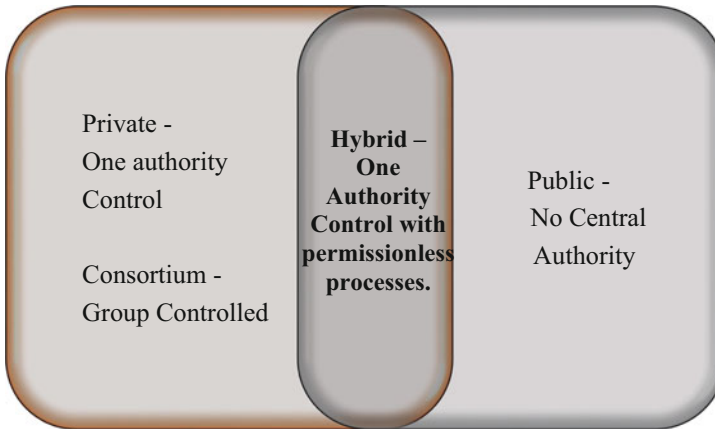 Private -
One authority
Control
Consortium -
Group Controlled
Hybrid –
One
Authority
Control with
permissionless
processes.
Public -
No Central
Authority